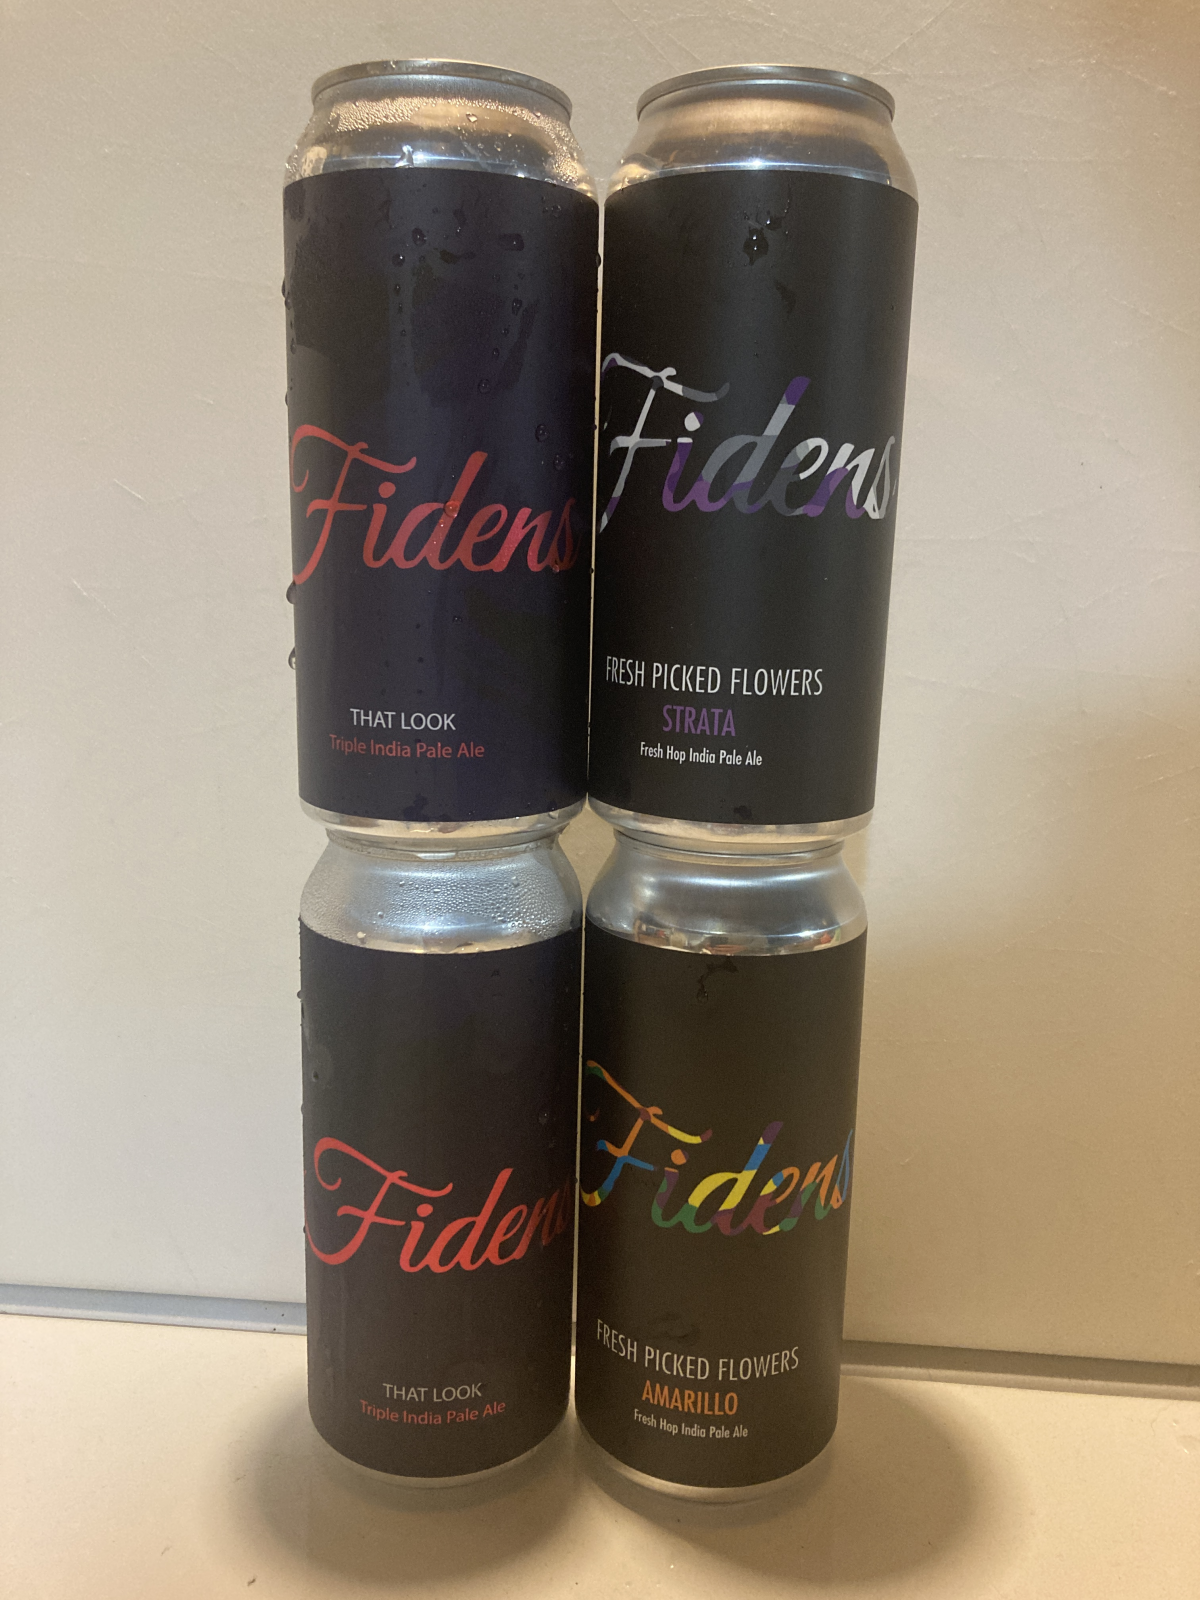 Fidens
THAT LOOK
Triple India Pale Ale
Fidens
FRESH PICKED FLOWERS
STRATA
Fresh Hop India Pale Ale
Fidens
THAT LOOK
Triple India Pale Ale
Fidens
FRESH PICKED FLOWERS
AMARILLO
Fresh Hop India Pale Ale